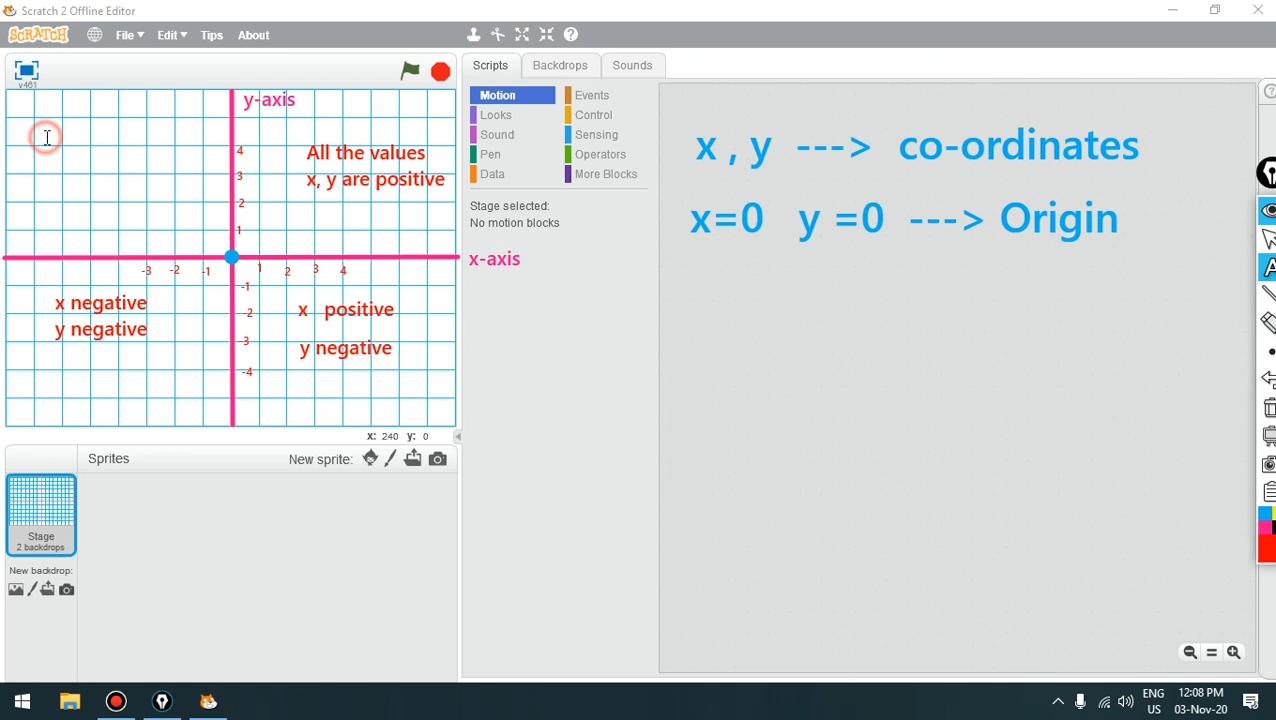 Scratch 2 Offline Editor
SCRATCH File Edit Tips About
v461
Scripts Backdrops Sounds
Motion Events
Looks Control
Sound Sensing
Pen Operators
Data More Blocks
Stage selected:
No motion blocks
y-axis
x-axis
4
3
2
1
-3 -2 -1 1 2 3 4
-1
-2
-3
-4
All the values
x, y are positive
x negative
y negative
x positive
y negative
x , y ---> co-ordinates
x=0 y =0 ---> Origin
x: 240 y: 0
Sprites New sprite:
Stage
2 backdrops
New backdrop:
A
ENG
US
12:08 PM
03-Nov-20